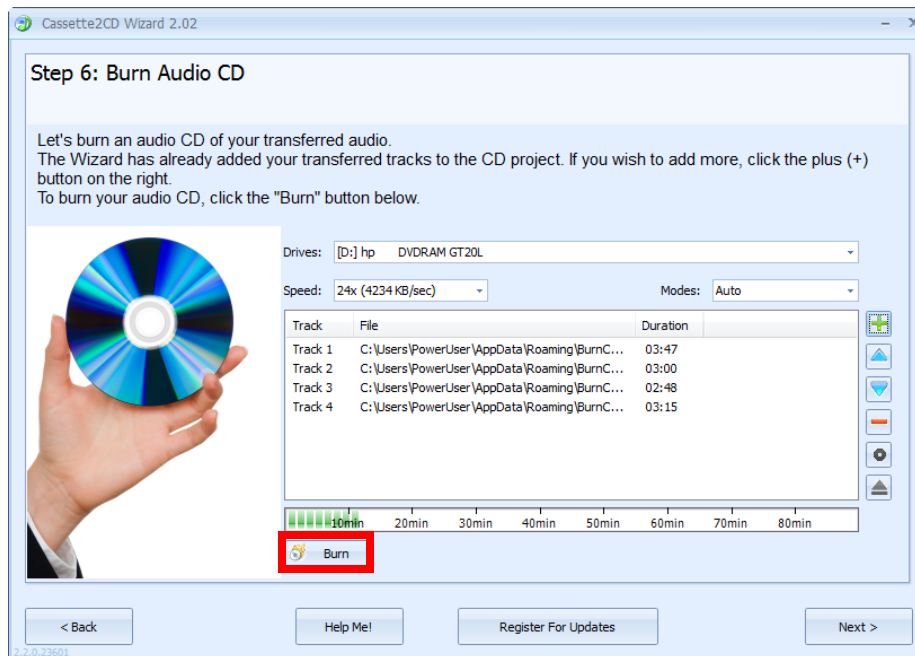 Cassette2CD Wizard 2.02
Step 6: Burn Audio CD
Let's burn an audio CD of your transferred audio.
The Wizard has already added your transferred tracks to the CD project. If you wish to add more, click the plus (+)
button on the right.
To burn your audio CD, click the "Burn" button below.
Drives: [D:] hp DVDRAM GT20L
Speed: 24x (4234 KB/sec) Modes: Auto
Track File Duration
Track 1 C:\Users\PowerUser\AppData\Roaming\BurnC... 03:47
Track 2 C:\Users\PowerUser\AppData\Roaming\BurnC... 03:00
Track 3 C:\Users\PowerUser\AppData\Roaming\BurnC... 02:48
Track 4 C:\Users\PowerUser\AppData\Roaming\BurnC... 03:15
10min 20min 30min 40min 50min 60min 70min 80min
Burn
< Back Help Me! Register For Updates Next >
2.2.0.23601